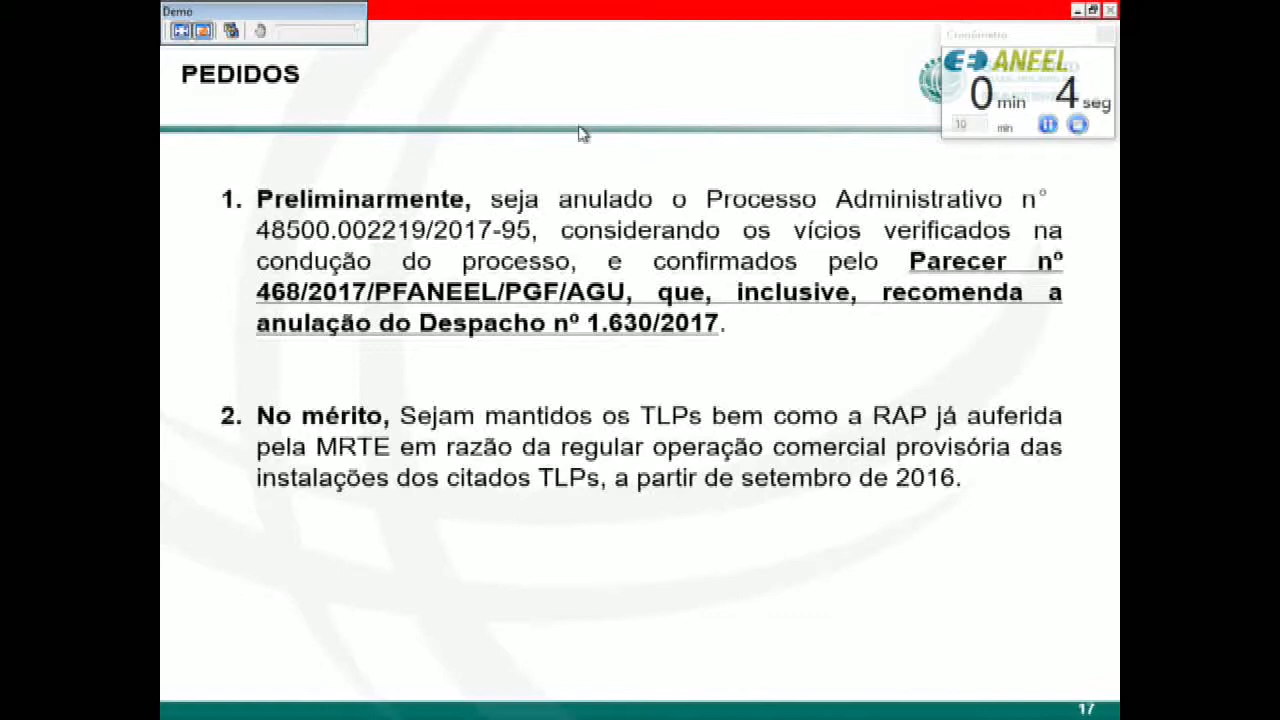 Demo
Cronômetro
PEDIDOS
ANEEL
0 min 4 seg
10 min
1. Preliminarmente, seja anulado o Processo Administrativo n°
48500.002219/2017-95, considerando os vícios verificados na
condução do processo, e confirmados pelo Parecer nº
468/2017/PFANEEL/PGF/AGU, que, inclusive, recomenda a
anulação do Despacho nº 1.630/2017.
2. No mérito, Sejam mantidos os TLPs bem como a RAP já auferida
pela MRTE em razão da regular operação comercial provisória das
instalações dos citados TLPs, a partir de setembro de 2016.
17